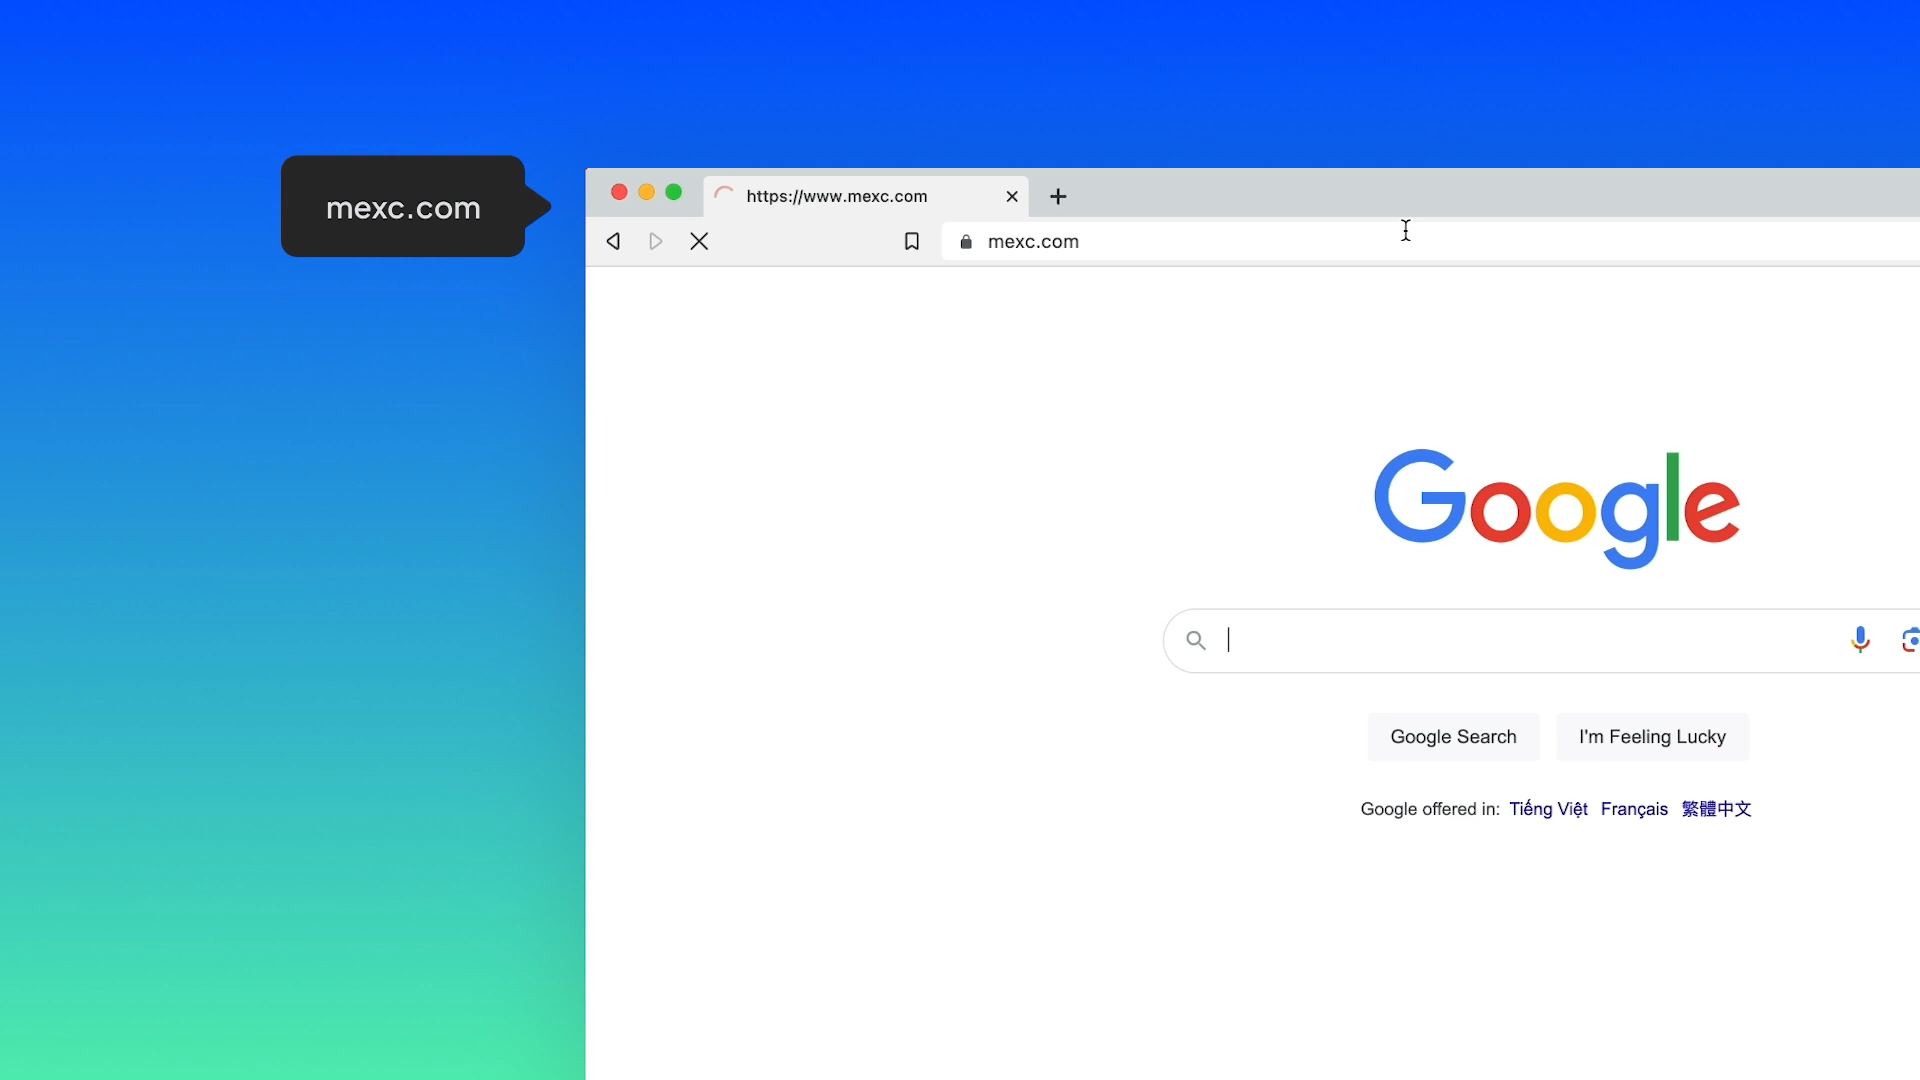 mexc.com
https://www.mexc.com
mexc.com
Google
Google Search
I'm Feeling Lucky
Google offered in: Tiếng Việt Français 繁體中文